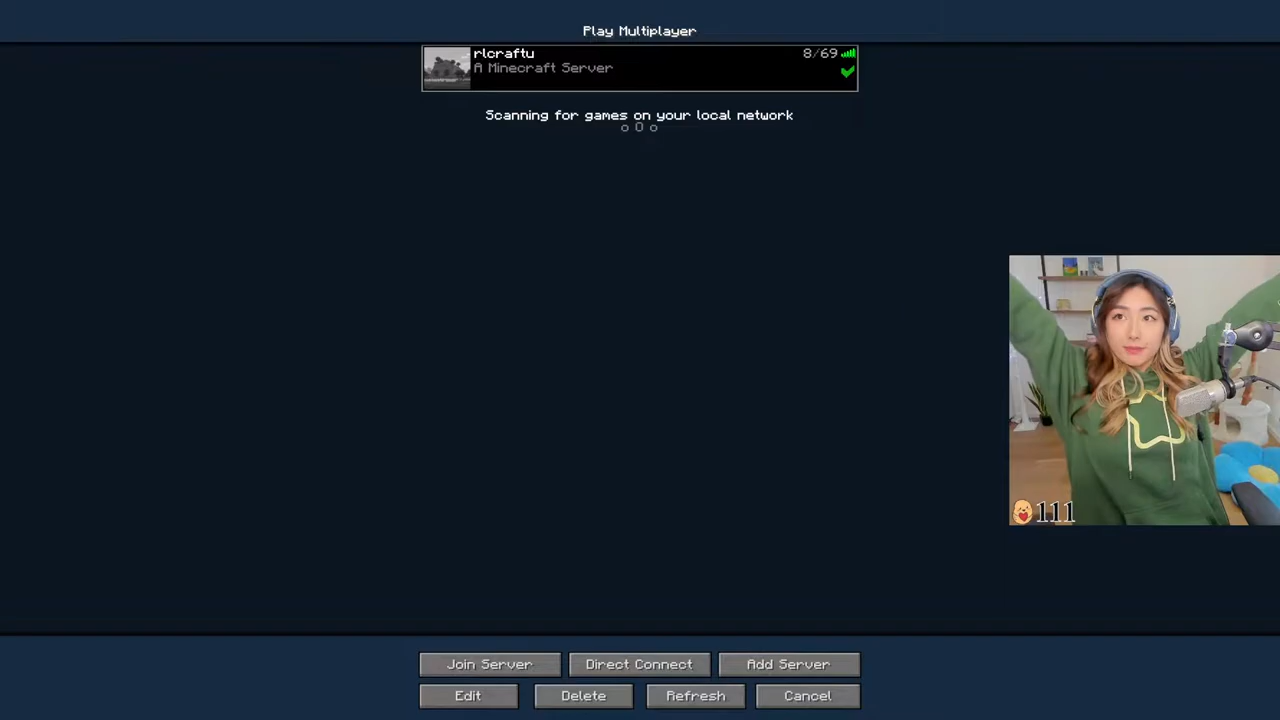 Play Multiplayer
rlcraftu 8/69
A Minecraft Server
Scanning for games on your local network
o O o
111
Join Server Direct Connect Add Server
Edit Delete Refresh Cancel